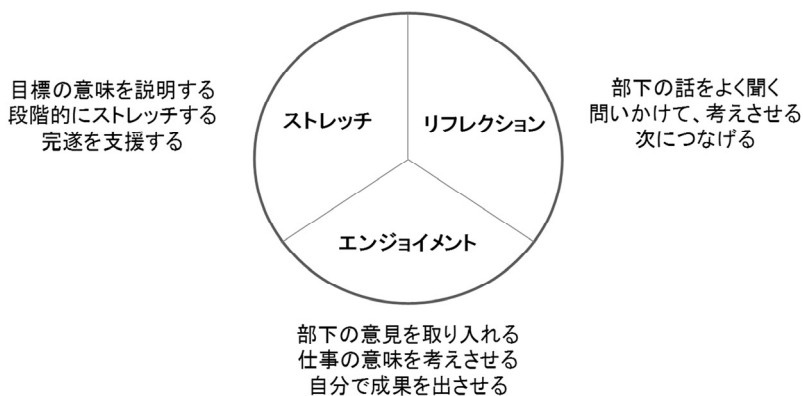 目標の意味を説明する
段階的にストレッチする
完遂を支援する
ストレッチ
リフレクション
部下の話をよく聞く
問いかけて、考えさせる
次につなげる
エンジョイメント
部下の意見を取り入れる
仕事の意味を考えさせる
自分で成果を出させる